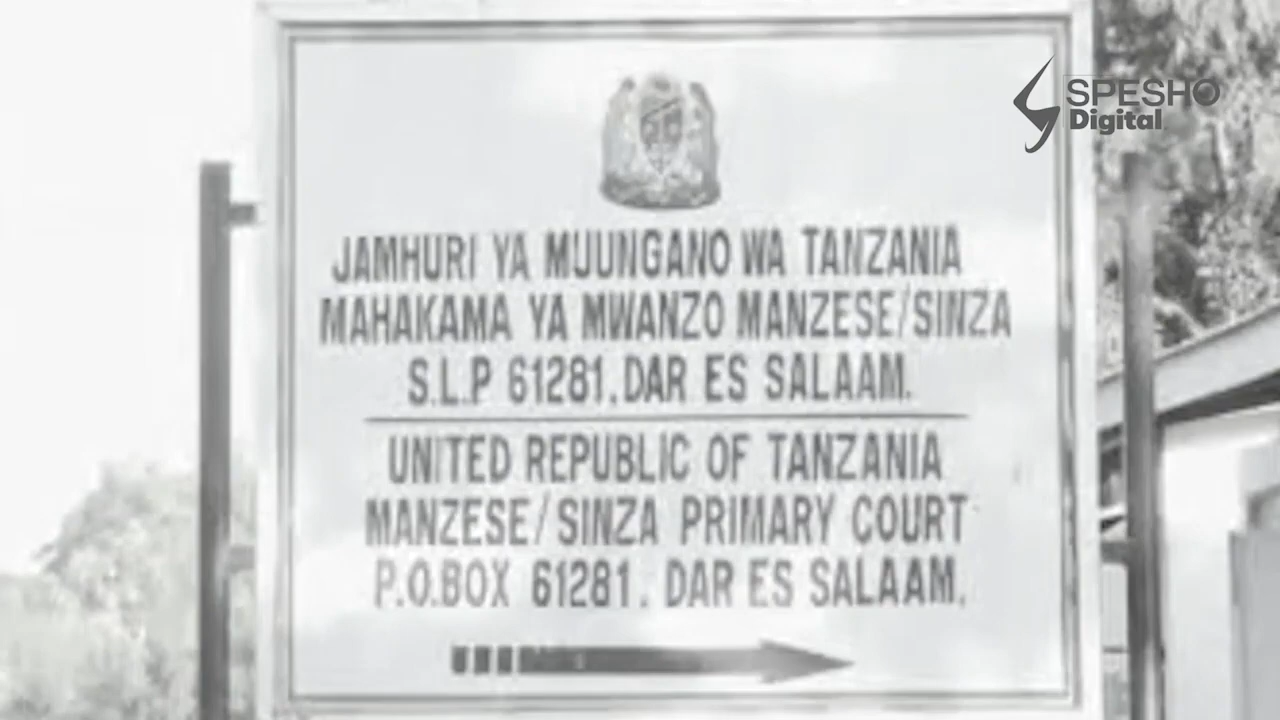 SPESHO
Digital
JAMHURI YA MUUNGANO WA TANZANIA
MAHAKAMA YA MWANZO MANZESE/SINZA
S.L.P 61281, DAR ES SALAAM.
UNITED REPUBLIC OF TANZANIA
MANZESE/SINZA PRIMARY COURT
P.O.BOX 61281, DAR ES SALAAM.